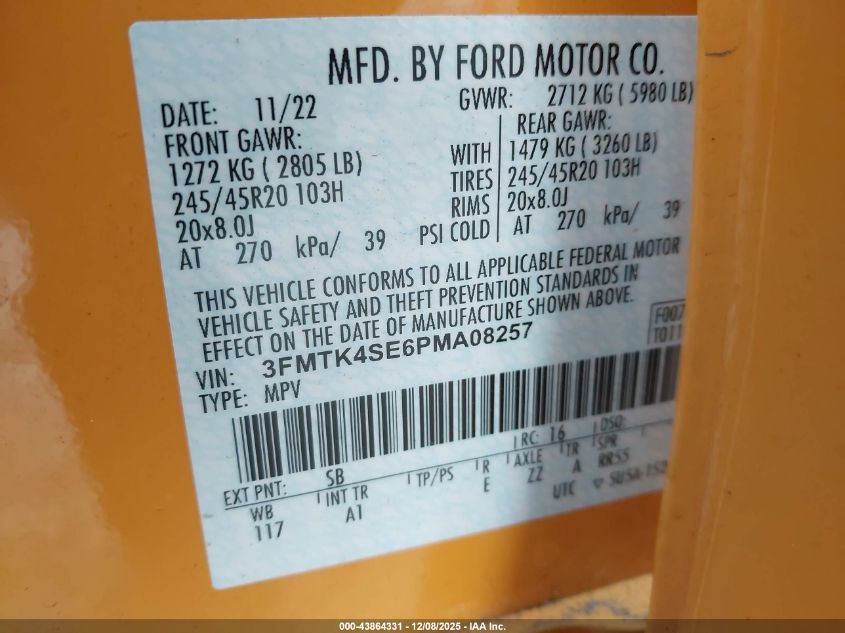 MFD. BY FORD MOTOR CO.
DATE: 11/22 GVWR: 2712 KG ( 5980 LB)
FRONT GAWR: REAR GAWR:
1272 KG ( 2805 LB) WITH 1479 KG ( 3260 LB)
245/45R20 103H TIRES 245/45R20 103H
20x8.0J RIMS 20x8.0J
AT 270 kPa/ 39 PSI COLD AT 270 kPa/ 39
THIS VEHICLE CONFORMS TO ALL APPLICABLE FEDERAL MOTOR
VEHICLE SAFETY AND THEFT PREVENTION STANDARDS IN
EFFECT ON THE DATE OF MANUFACTURE SHOWN ABOVE.
F007
VIN: 3FMTK4SE6PMA08257
T011
TYPE: MPV
RC: 16 DSO:
EXT PNT: SB AXLE TR SPR
WB INT TR TP/PS R ZZ A RR55
117 A1 E UTC
000-43864331 - 12/08/2025 - IAA Inc.